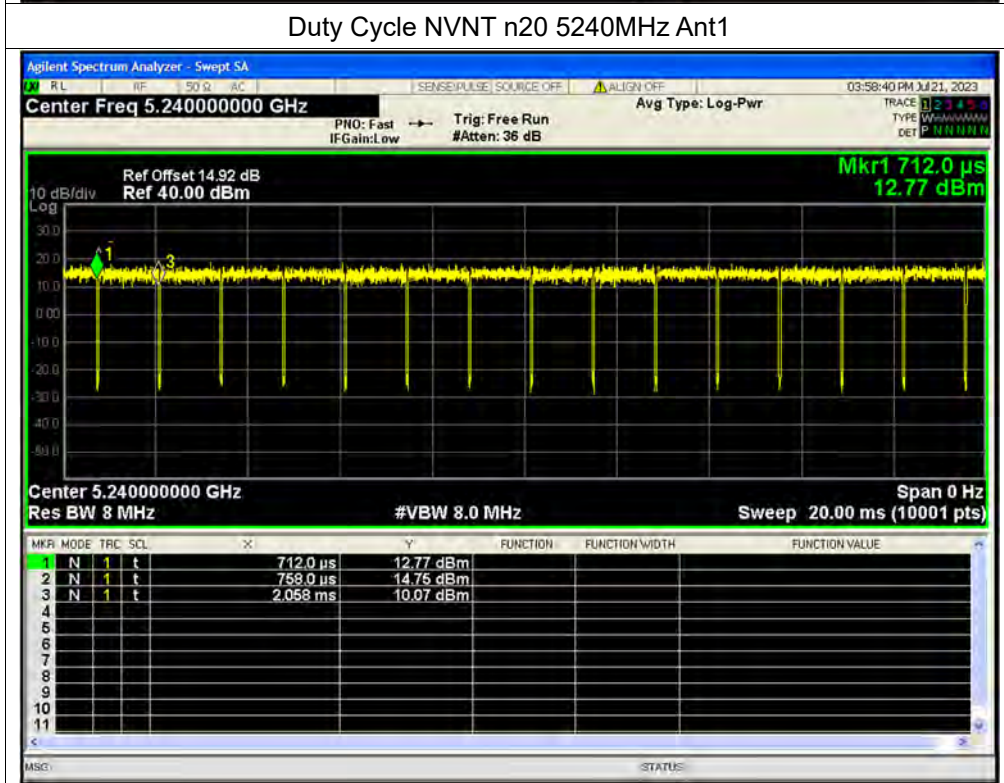 Duty Cycle NVNT n20 5240MHz Ant1
Agilent Spectrum Analyzer - Swept SA
RL RF 50 Ω AC SENSE:PULSE SOURCE OFF ALIGN OFF 03:58:40 PM Jul 21, 2023
Center Freq 5.240000000 GHz
PNO: Fast
IFGain:Low
Trig: Free Run
#Atten: 36 dB
Avg Type: Log-Pwr
TRACE 1 2 3 4 5 6
TYPE W
DET P N N N N N
Mkr1 712.0 µs
12.77 dBm
Ref Offset 14.92 dB
10 dB/div Ref 40.00 dBm
Log
30.0
20.0
10.0
0.00
-10.0
-20.0
-30.0
-40.0
-50.0
1
3
Center 5.240000000 GHz Span 0 Hz
Res BW 8 MHz #VBW 8.0 MHz Sweep 20.00 ms (10001 pts)
MKR MODE TRC SCL X Y FUNCTION FUNCTION WIDTH FUNCTION VALUE
1 N 1 t 712.0 µs 12.77 dBm
2 N 1 t 758.0 µs 14.75 dBm
3 N 1 t 2.058 ms 10.07 dBm
4
5
6
7
8
9
10
11
MSG STATUS